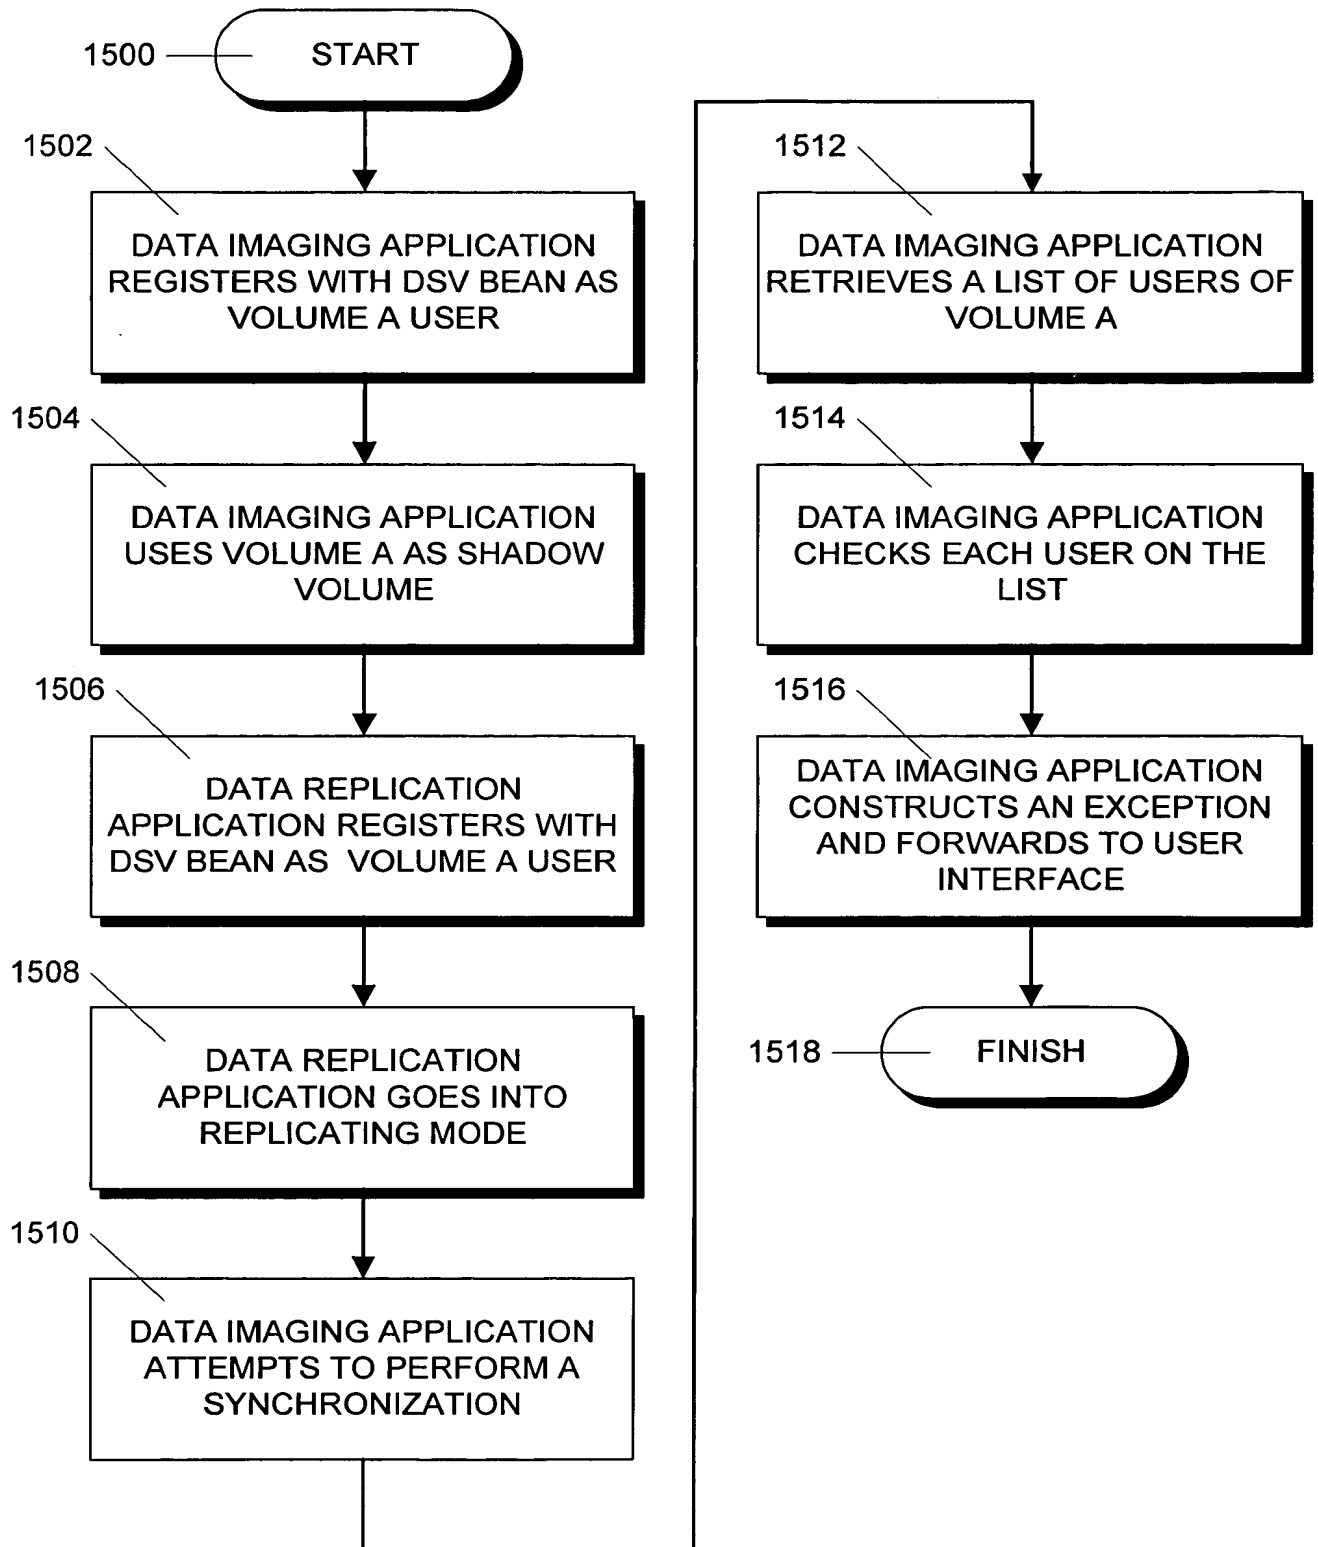 1500
START
1502
DATA IMAGING APPLICATION
REGISTERS WITH DSV BEAN AS
VOLUME A USER
1504
DATA IMAGING APPLICATION
USES VOLUME A AS SHADOW
VOLUME
1506
DATA REPLICATION
APPLICATION REGISTERS WITH
DSV BEAN AS VOLUME A USER
1508
DATA REPLICATION
APPLICATION GOES INTO
REPLICATING MODE
1510
DATA IMAGING APPLICATION
ATTEMPTS TO PERFORM A
SYNCHRONIZATION
1512
DATA IMAGING APPLICATION
RETRIEVES A LIST OF USERS OF
VOLUME A
1514
DATA IMAGING APPLICATION
CHECKS EACH USER ON THE
LIST
1516
DATA IMAGING APPLICATION
CONSTRUCTS AN EXCEPTION
AND FORWARDS TO USER
INTERFACE
1518
FINISH